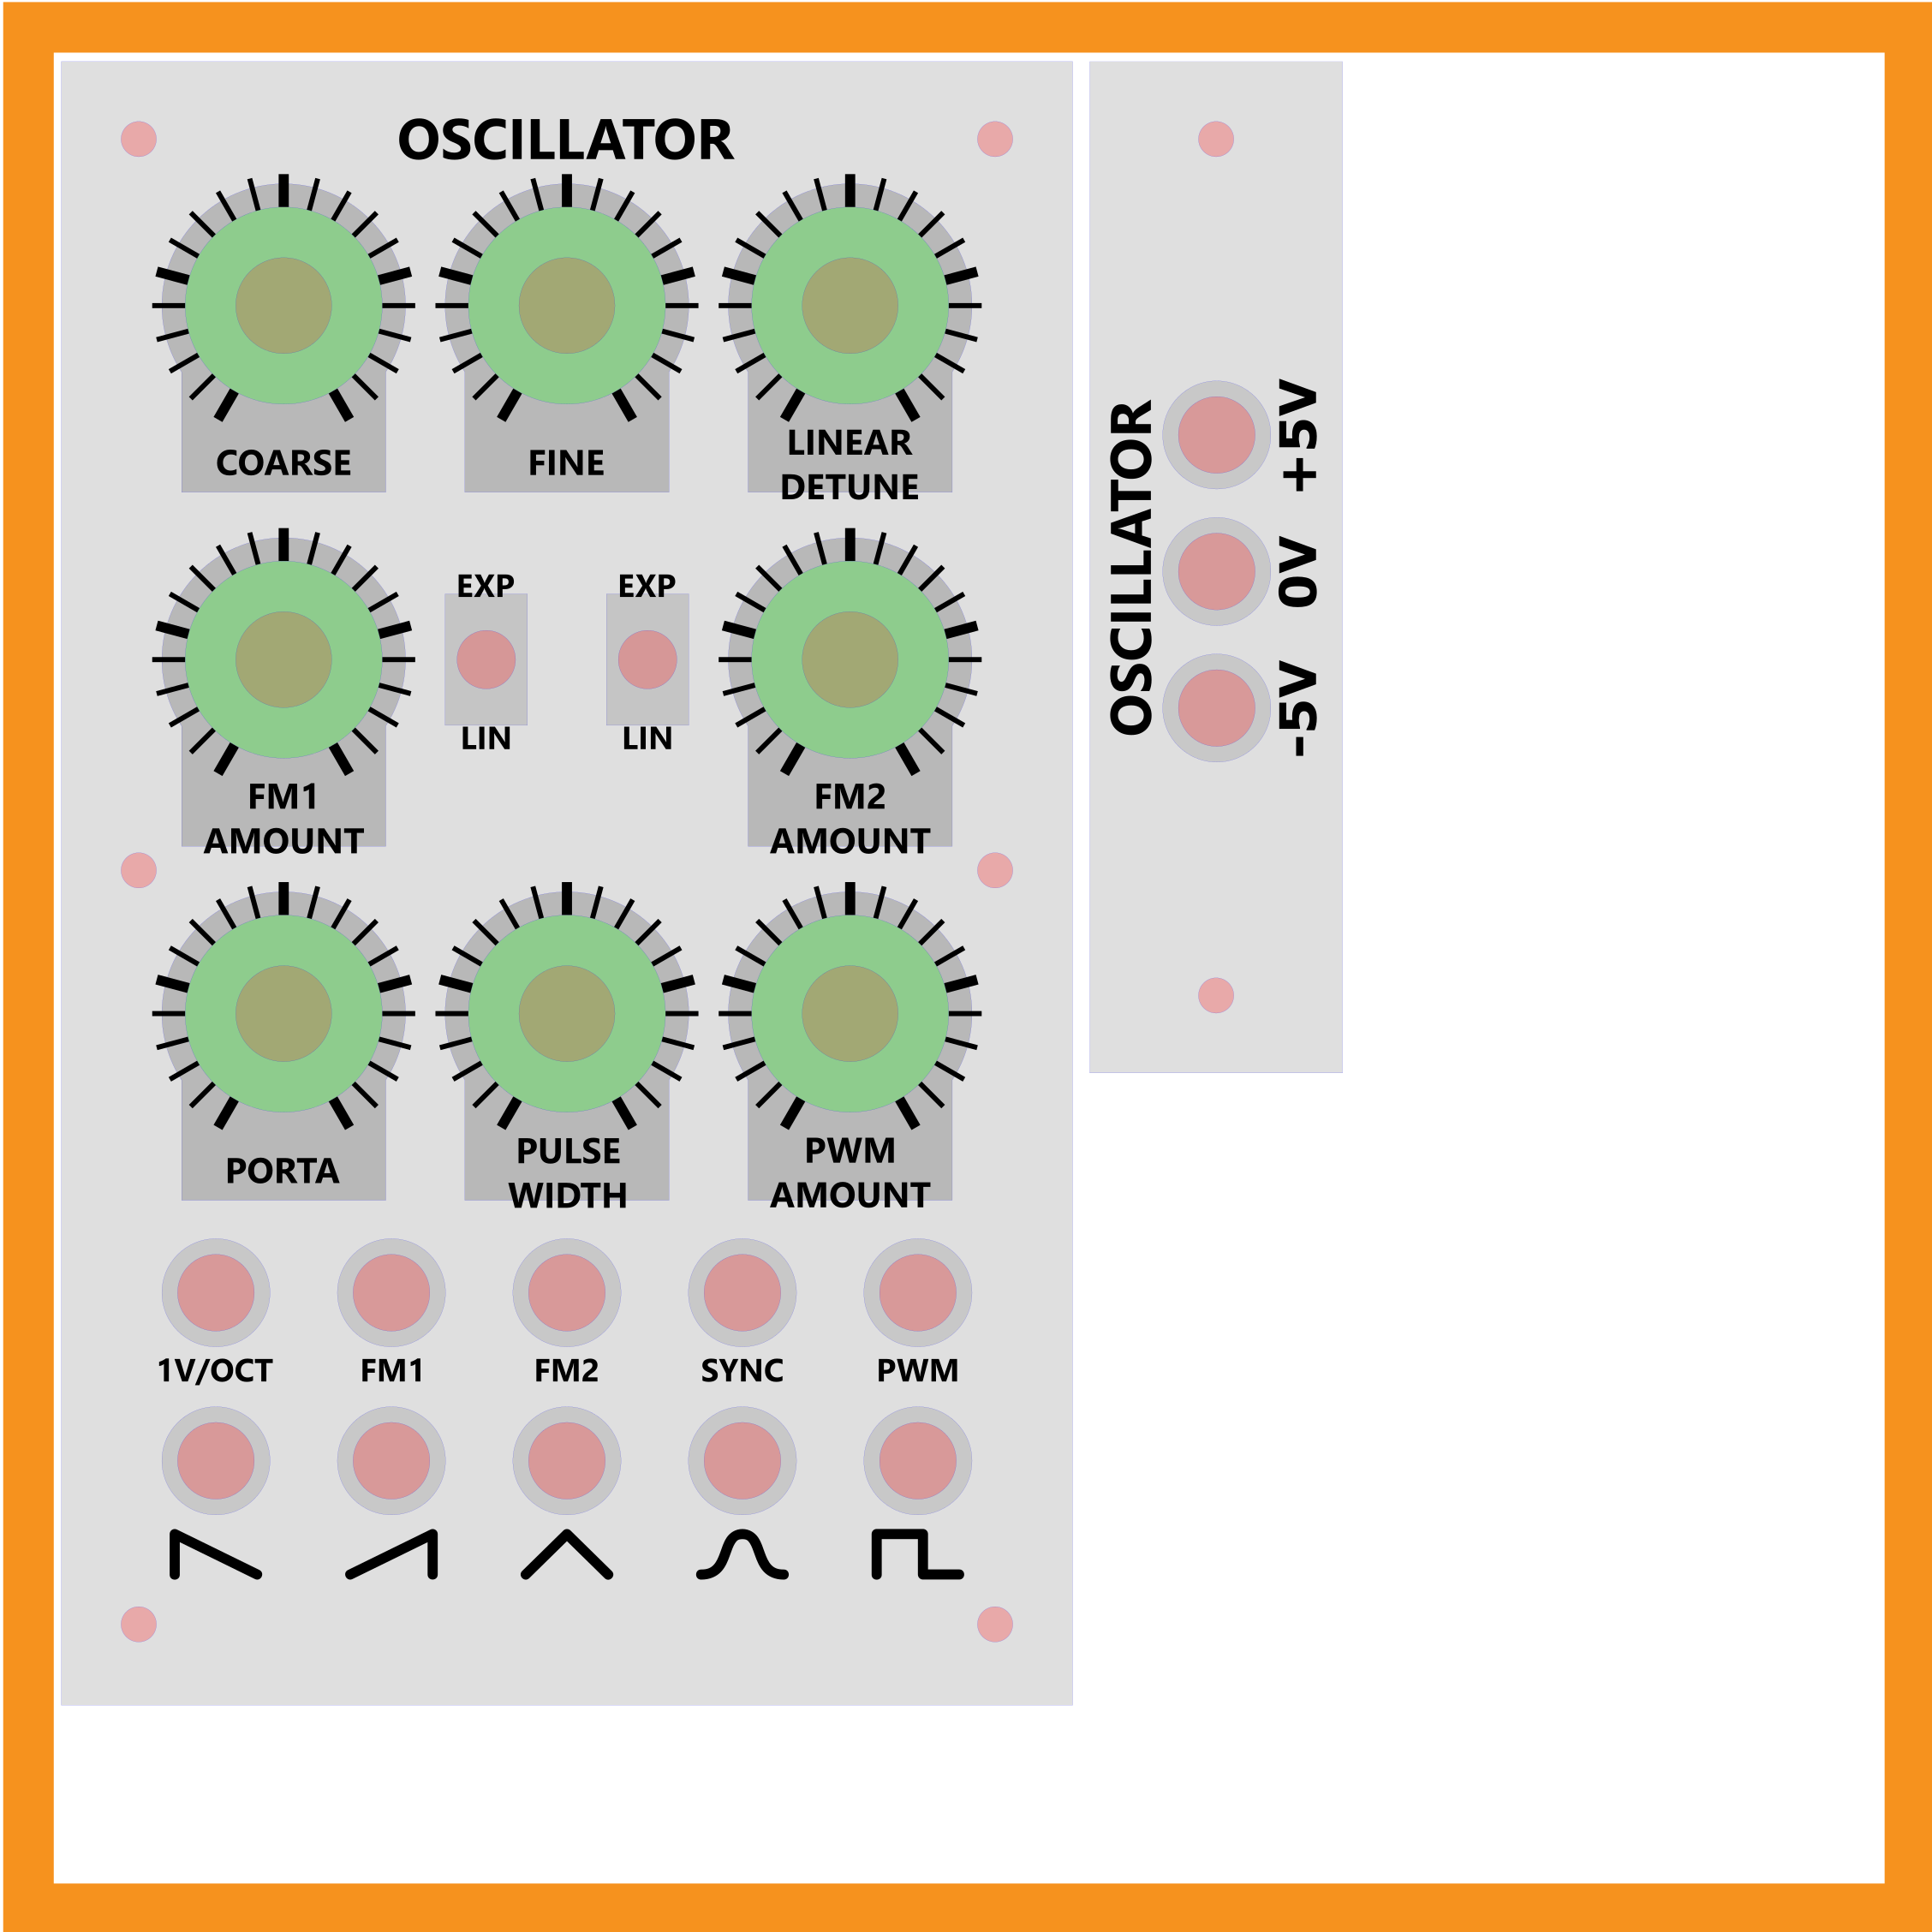 OSCILLATOR
COARSE
FINE
LINEAR
DETUNE
EXP
EXP
LIN
LIN
FM1
AMOUNT
FM2
AMOUNT
PORTA
PULSE
WIDTH
PWM
AMOUNT
1V/OCT
FM1
FM2
SYNC
PWM
OSCILLATOR
-5V
0V
+5V